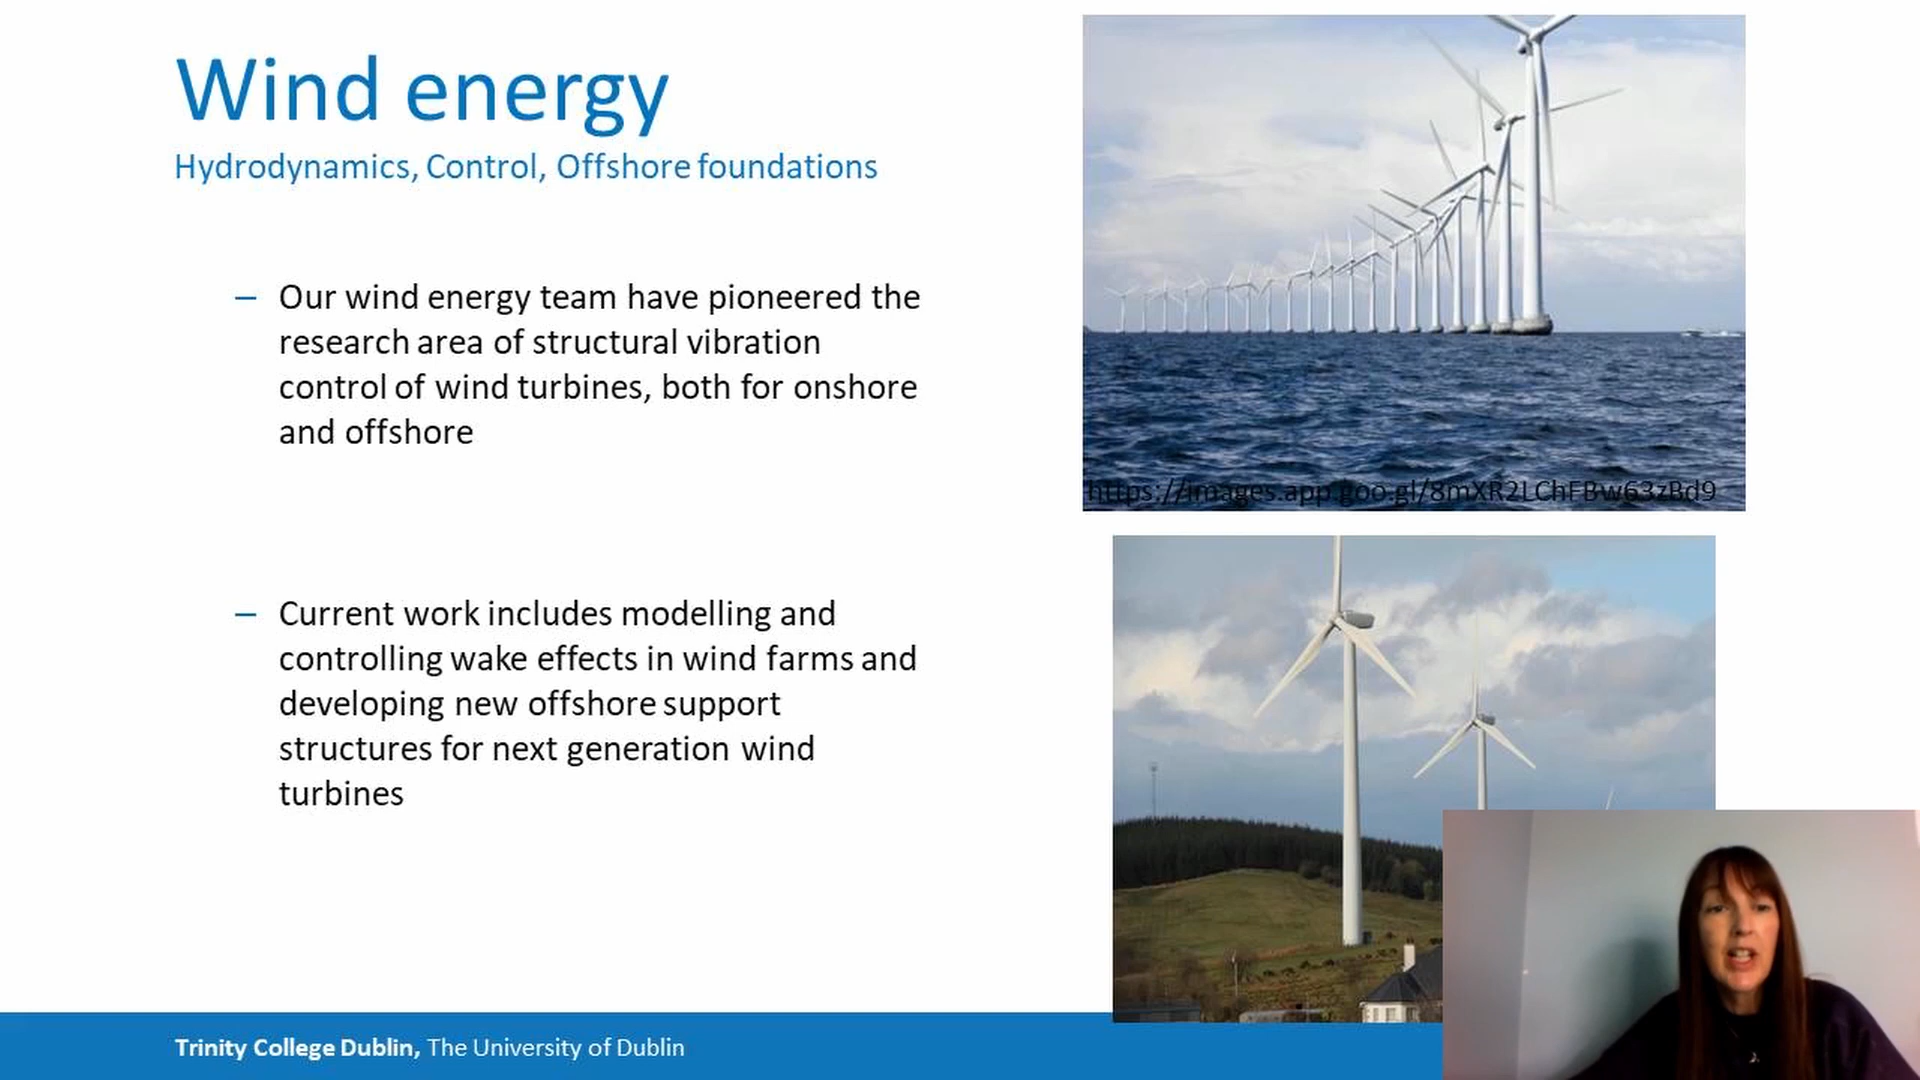 Wind energy
Hydrodynamics, Control, Offshore foundations
– Our wind energy team have pioneered the
research area of structural vibration
control of wind turbines, both for onshore
and offshore
– Current work includes modelling and
controlling wake effects in wind farms and
developing new offshore support
structures for next generation wind
turbines
https://images.app.goo.gl/8mXR2LChFBw63zBd9
Trinity College Dublin, The University of Dublin